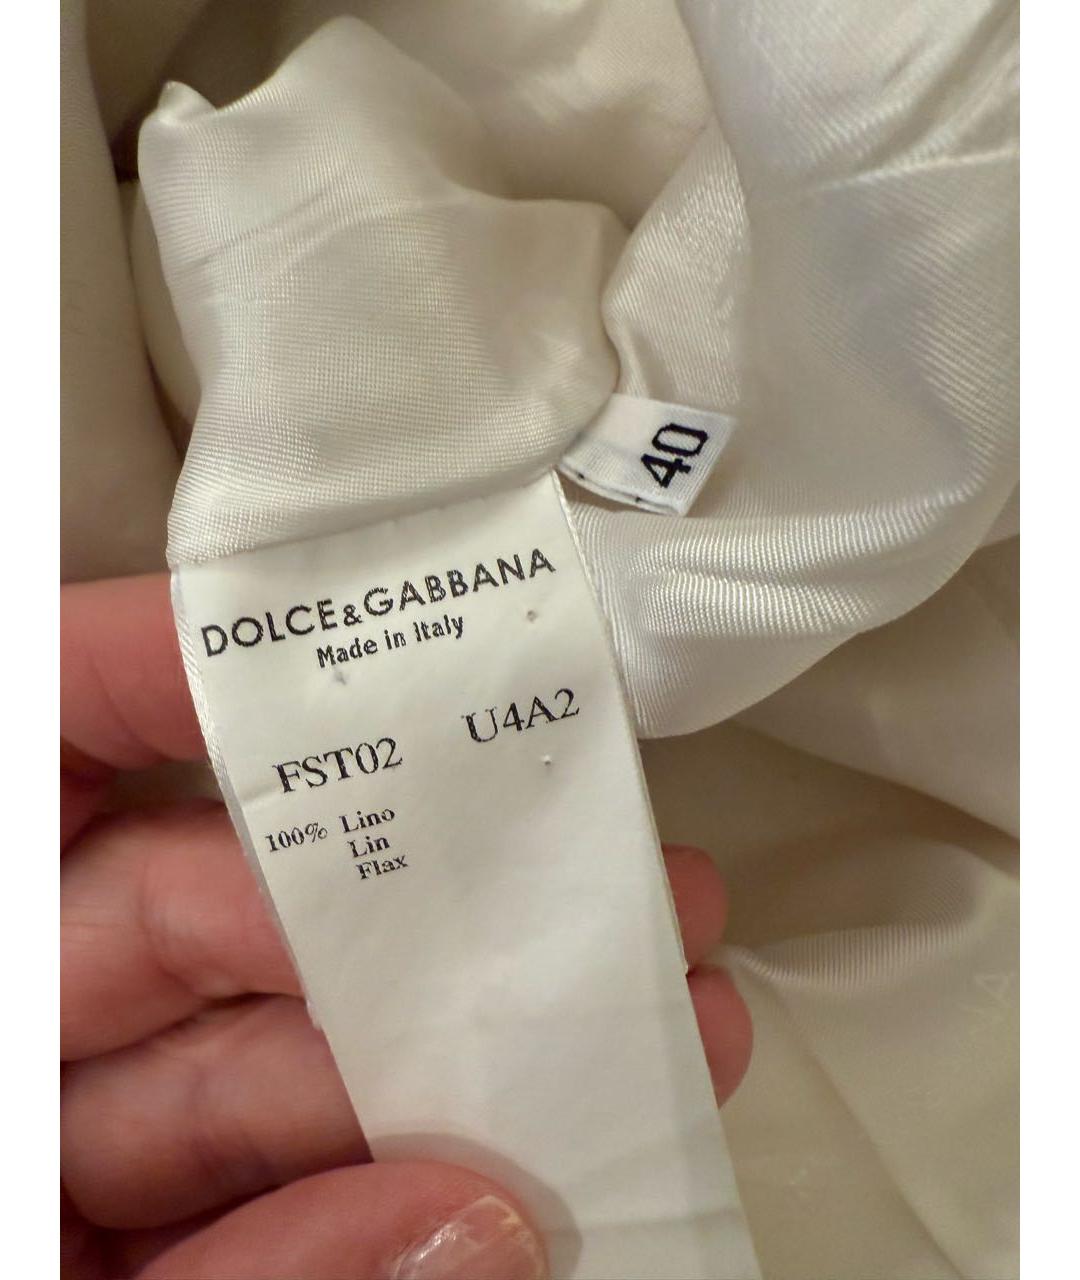 40
DOLCE&GABBANA
Made in Italy
FST02 U4A2
100% Lino
Lin
Flax